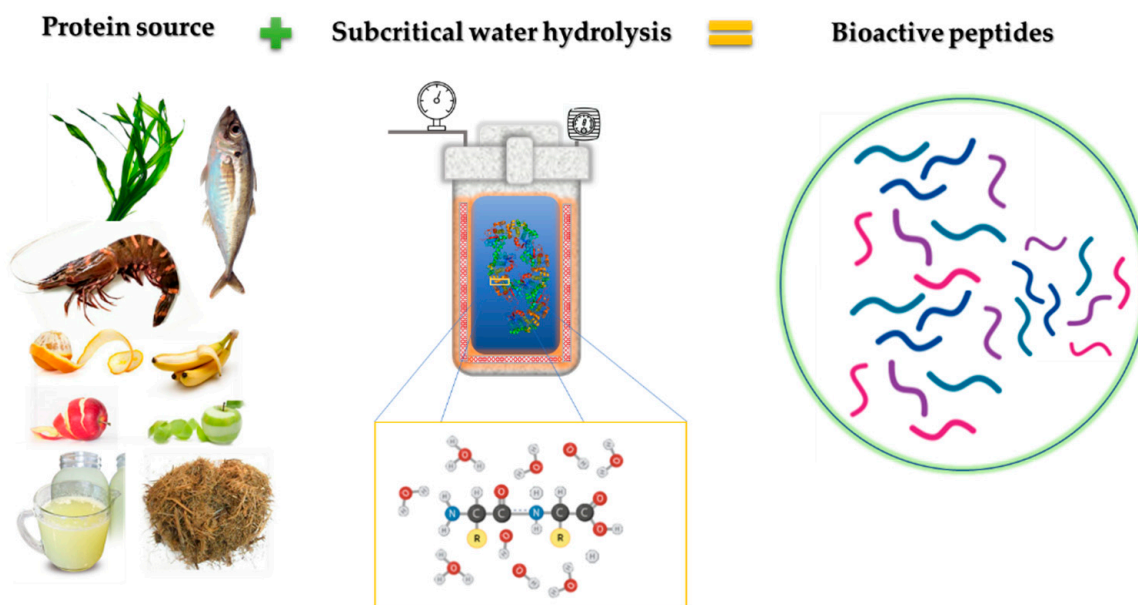 Protein source + Subcritical water hydrolysis = Bioactive peptides
H H H H H H
O O O O
H H H H O H H O H
O H
H N C C N C C O H
H R O R
H H H
O H O O H
H H H H H